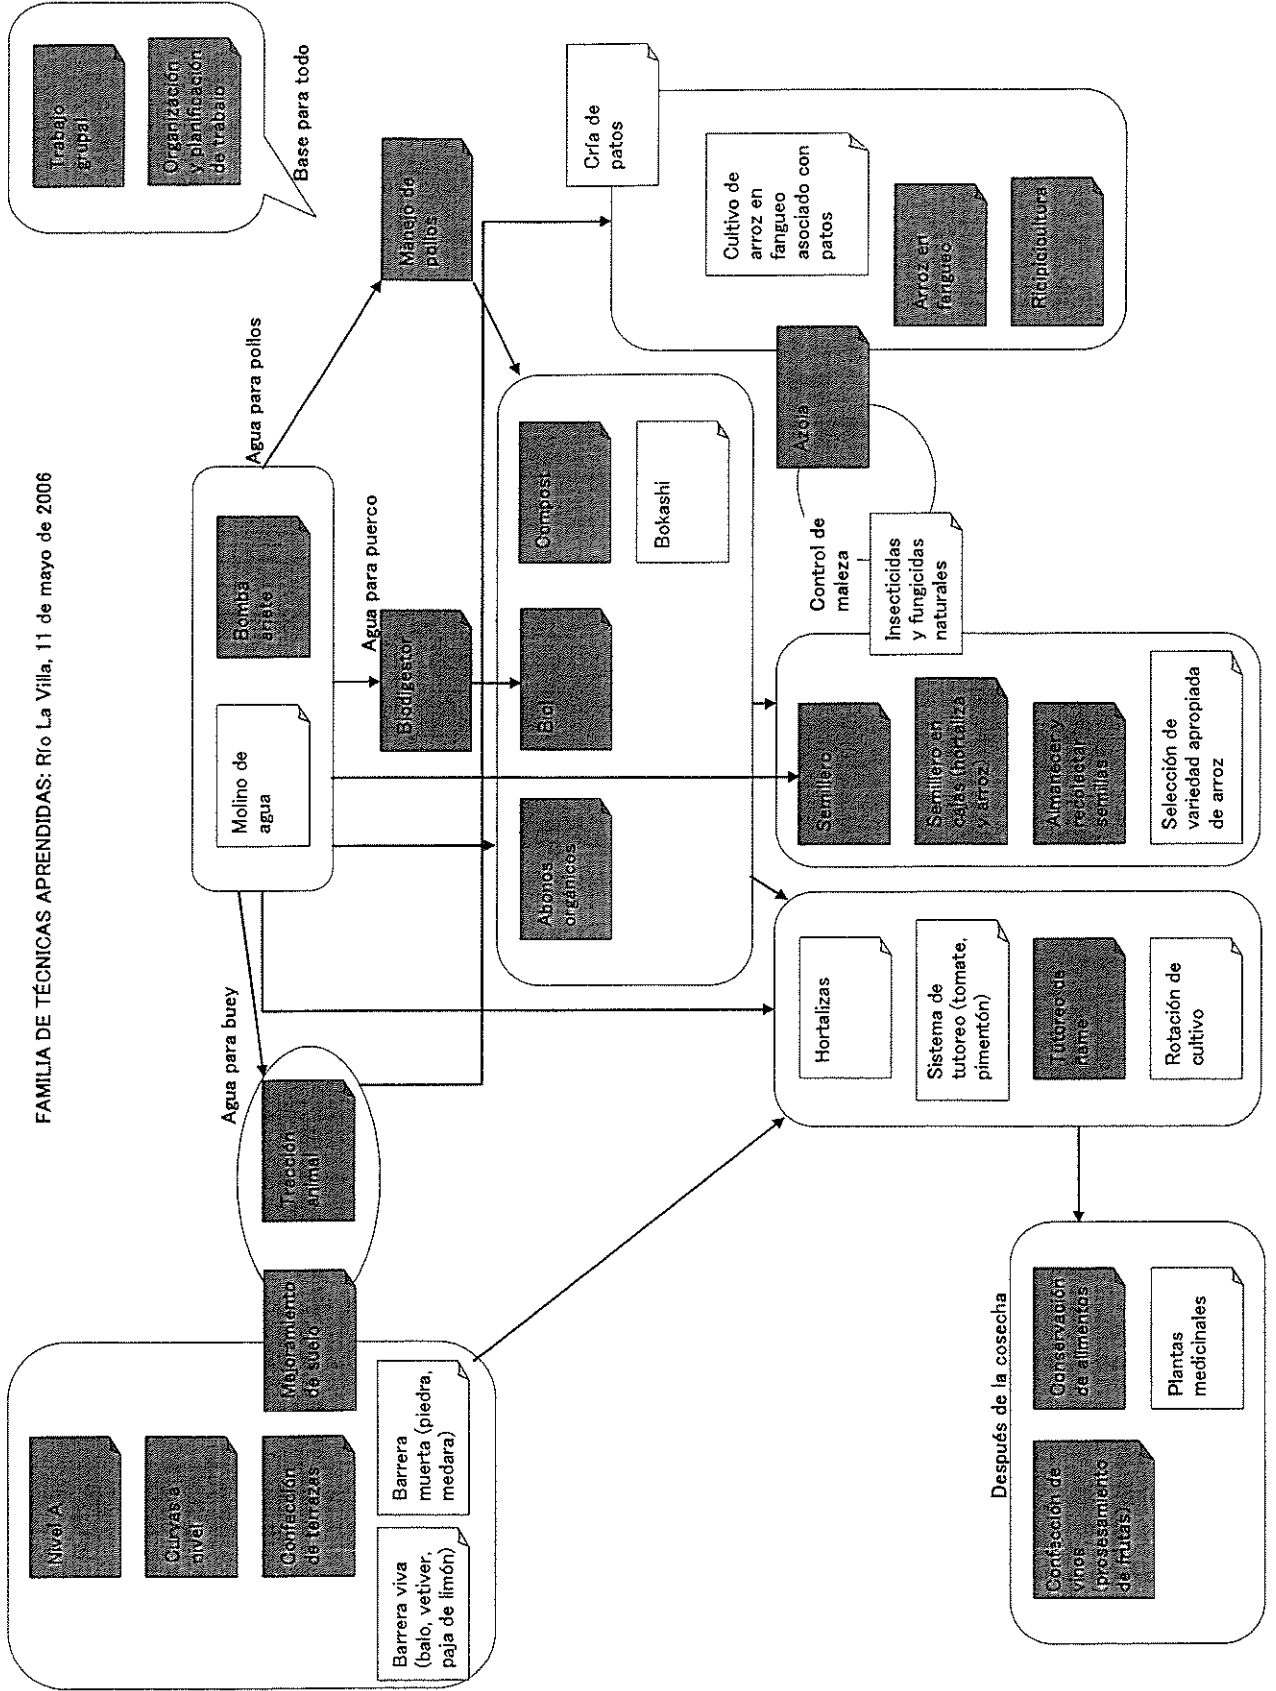 FAMILIA DE TÉCNICAS APRENDIDAS: Río La Villa, 11 de mayo de 2006
Trabajo
grupal
Organización
y planificación
de trabajo
Base para todo
Nivel A
Curvas a
nivel
Confección
de terrazas
Mejoramiento
de suelo
Barrera viva
(balo, vetiver,
paja de limón)
Barrera
muerta (piedra,
medara)
Tracción
animal
Agua para buey
Molino de
agua
Bomba
ariete
Agua para pollos
Manejo de
pollos
Agua para puerco
Biodigestor
Abonos
orgánicos
Biol
Compost
Bokashi
Cría de
patos
Cultivo de
arroz en
fangueo
asociado con
patos
Arroz en
fangueo
Ricipicicultura
Azola
Control de
maleza
Insecticidas
y fungicidas
naturales
Semillero
Semillero en
cajas (hortaliza
y arroz)
Almanecer y
recolectar
semillas
Selección de
variedad apropiada
de arroz
Hortalizas
Sistema de
tutoreo (tomate,
pimentón)
Tutoreo de
ñame
Rotación de
cultivo
Después de la cosecha
Confección de
vinos
(prosesamiento
de frutas)
Conservación
de alimentos
Plantas
medicinales